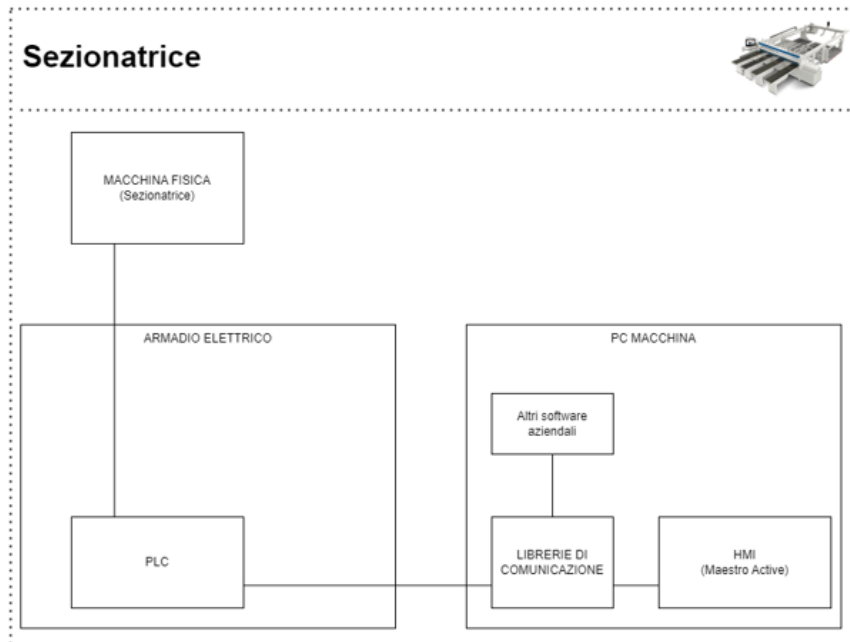 Sezionatrice
MACCHINA FISICA
(Sezionatrice)
ARMADIO ELETTRICO
PC MACCHINA
Altri software
aziendali
PLC
LIBRERIE DI
COMUNICAZIONE
HMI
(Maestro Active)